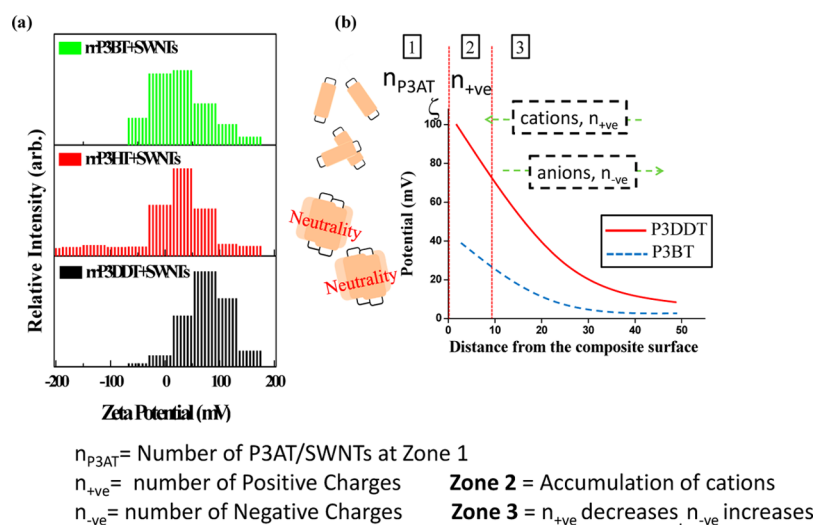 (a)
mP3BT+SWNTs
mP3HT+SWNTs
mP3DDT+SWNTs
Relative Intensity (arb.)
-200 -100 0 100 200
Zeta Potential (mV)
Neutrality
Neutrality
(b)
1 2 3
nP3AT n+ve
ζ
cations, n+ve
anions, n-ve
P3DDT
P3BT
100
80
60
40
20
0
Potential (mV)
0 10 20 30 40 50
Distance from the composite surface
nP3AT= Number of P3AT/SWNTs at Zone 1
n+ve= number of Positive Charges
n-ve= number of Negative Charges
Zone 2 = Accumulation of cations
Zone 3 = n+ve decreases, n-ve increases